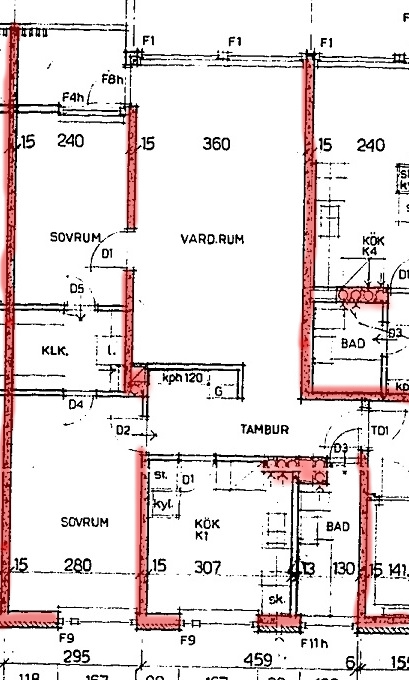 F1 F1 F1
F8h
F4h
15 240 15 360 15 240
SOVRUM VARD.RUM KÖK
K4
D1
D5 D3
KLK. l. BAD
kph 120
G
D4
D2 TAMBUR TD1
D3
st. D1
kyl.
SOVRUM KÖK BAD
K1
15 280 15 307 13 130 15 141
sk.
F9 F9 F11h
295 459 6